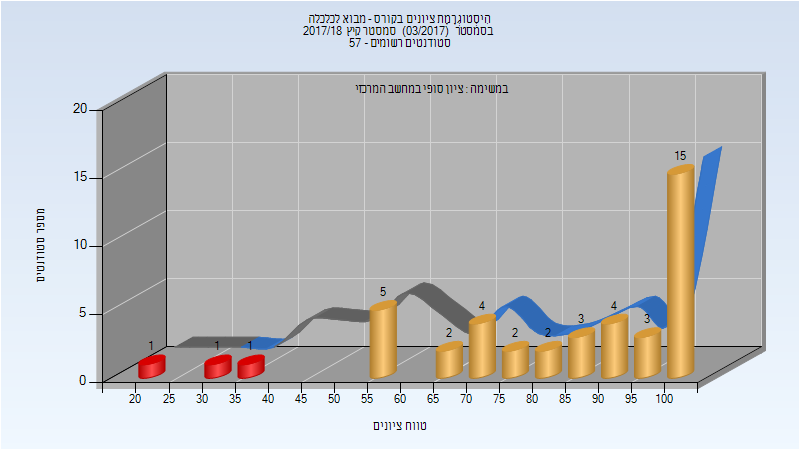 היסטוגרמת ציונים בקורס - מבוא לכלכלה
בסמסטר (03/2017) סמסטר קיץ 2017/18
סטודנטים רשומים - 57
במשימה : ציון סופי במחשב המרכזי
מספר סטודנטים
20
15
10
5
0
1
1
1
5
2
4
2
2
3
4
3
15
20 25 30 35 40 45 50 55 60 65 70 75 80 85 90 95 100
טווח ציונים